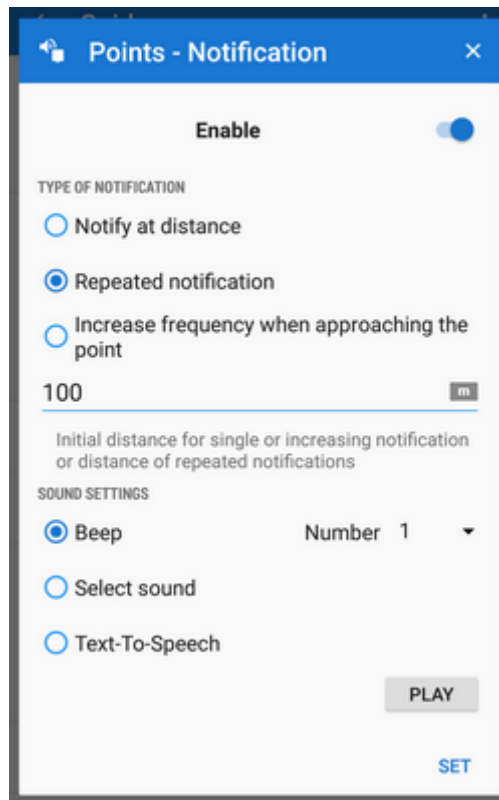 Points - Notification
Enable
TYPE OF NOTIFICATION
Notify at distance
Repeated notification
Increase frequency when approaching the
point
100 m
Initial distance for single or increasing notification
or distance of repeated notifications
SOUND SETTINGS
Beep Number 1
Select sound
Text-To-Speech
PLAY
SET